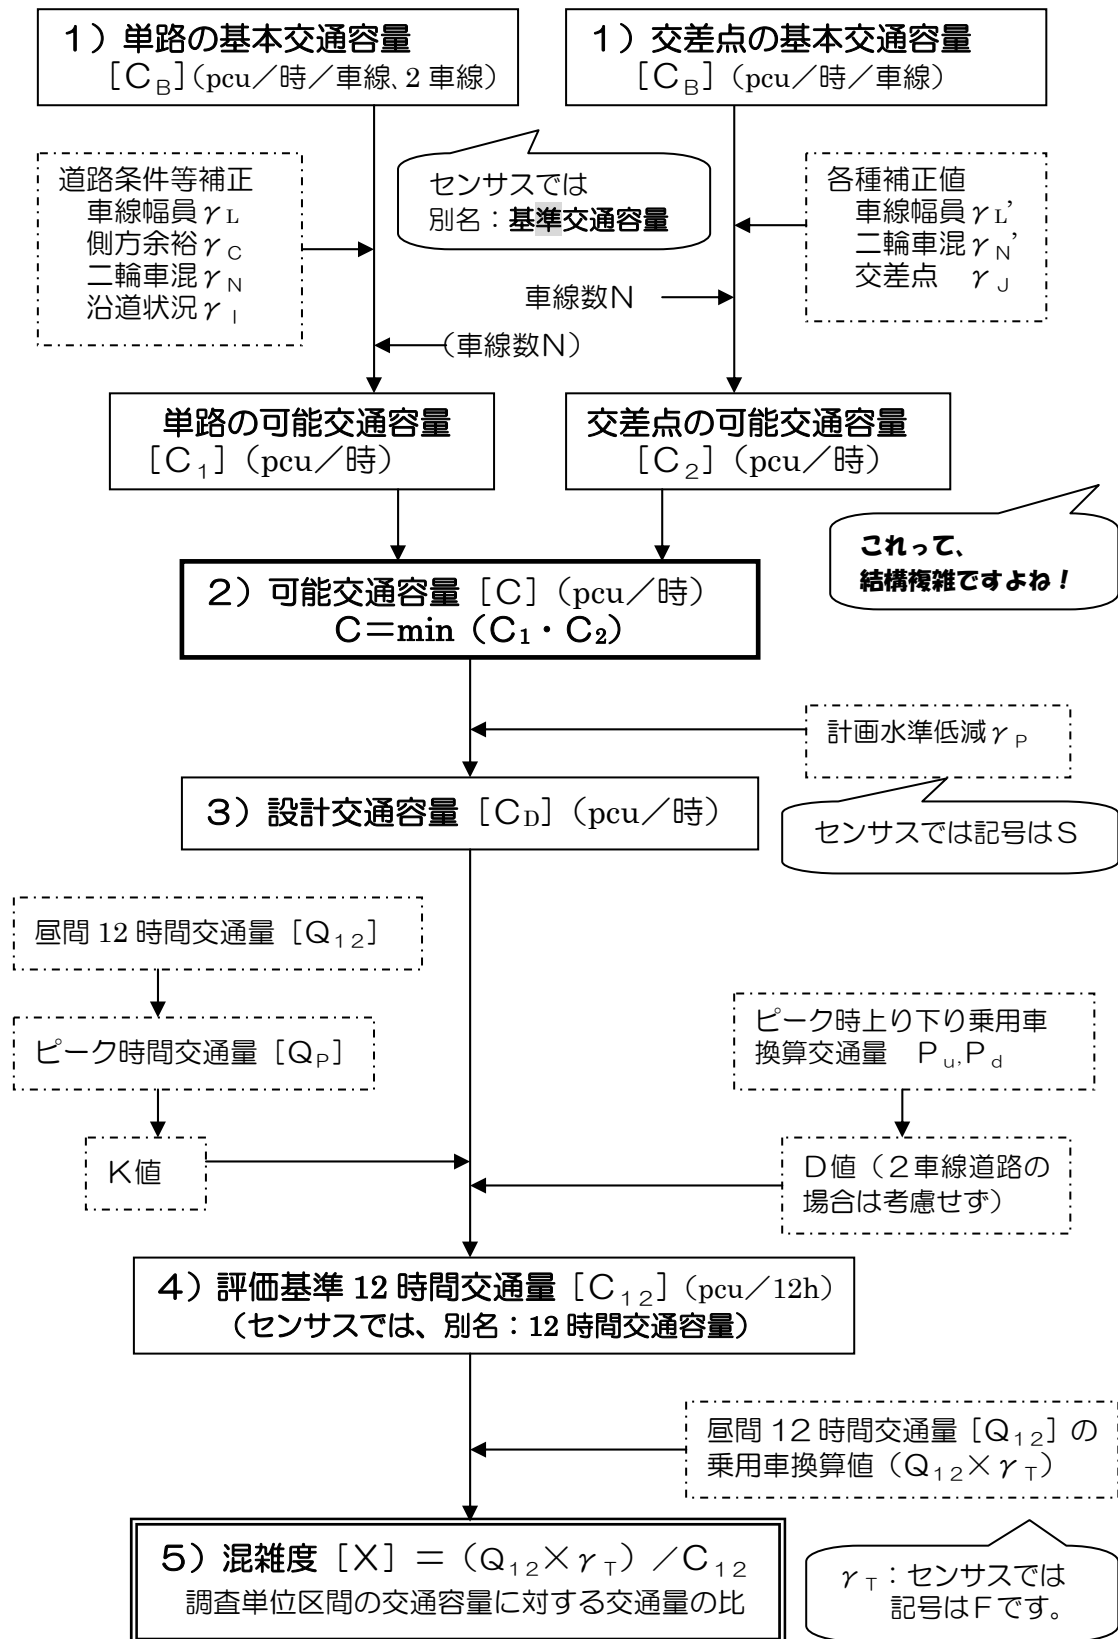 1）単路の基本交通容量
[C_B]（pcu／時／車線、2 車線）
1）交差点の基本交通容量
[C_B]（pcu／時／車線）
道路条件等補正
車線幅員γ_L
側方余裕γ_C
二輪車混γ_N
沿道状況γ_I
センサスでは
別名：基準交通容量
各種補正値
車線幅員γ_L'
二輪車混γ_N'
交差点　γ_J
車線数N
（車線数N）
単路の可能交通容量
[C_1]（pcu／時）
交差点の可能交通容量
[C_2]（pcu／時）
これって、
結構複雑ですよね！
2）可能交通容量［C］（pcu／時）
C＝min（C_1・C_2）
計画水準低減γ_P
3）設計交通容量［C_D］（pcu／時）
センサスでは記号はS
昼間 12 時間交通量［Q_12］
ピーク時間交通量［Q_P］
ピーク時上り下り乗用車
換算交通量　P_u,P_d
K値
D値（2車線道路の
場合は考慮せず）
4）評価基準 12 時間交通量［C_12］（pcu／12h）
（センサスでは、別名：12 時間交通容量）
昼間 12 時間交通量［Q_12］の
乗用車換算値（Q_12×γ_T）
5）混雑度［X］＝（Q_12×γ_T）／C_12
調査単位区間の交通容量に対する交通量の比
γ_T：センサスでは
記号はFです。